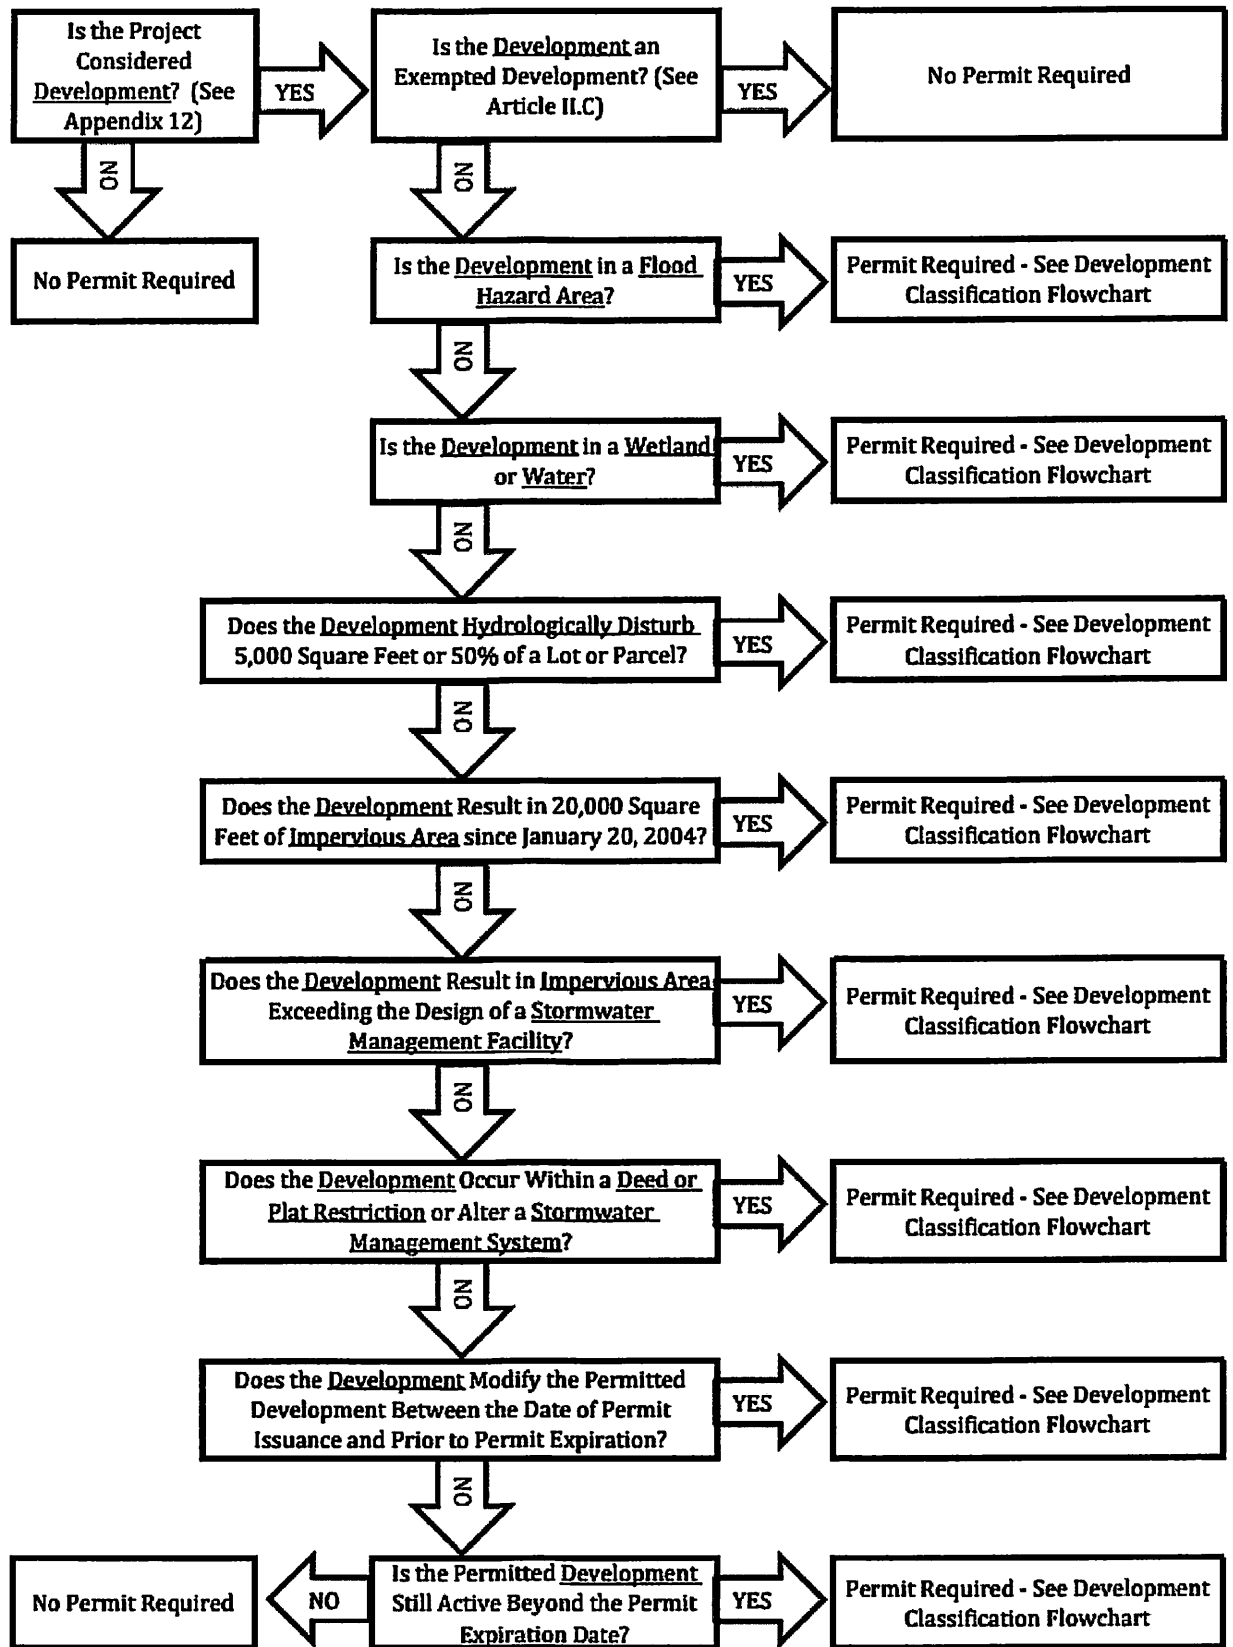 Is the Project
Considered
Development? (See
Appendix 12)
YES
Is the Development an
Exempted Development? (See
Article II.C)
YES
No Permit Required
NO
NO
No Permit Required
Is the Development in a Flood
Hazard Area?
YES
Permit Required - See Development
Classification Flowchart
NO
Is the Development in a Wetland
or Water?
YES
Permit Required - See Development
Classification Flowchart
NO
Does the Development Hydrologically Disturb
5,000 Square Feet or 50% of a Lot or Parcel?
YES
Permit Required - See Development
Classification Flowchart
NO
Does the Development Result in 20,000 Square
Feet of Impervious Area since January 20, 2004?
YES
Permit Required - See Development
Classification Flowchart
NO
Does the Development Result in Impervious Area
Exceeding the Design of a Stormwater
Management Facility?
YES
Permit Required - See Development
Classification Flowchart
NO
Does the Development Occur Within a Deed or
Plat Restriction or Alter a Stormwater
Management System?
YES
Permit Required - See Development
Classification Flowchart
NO
Does the Development Modify the Permitted
Development Between the Date of Permit
Issuance and Prior to Permit Expiration?
YES
Permit Required - See Development
Classification Flowchart
NO
No Permit Required
NO
Is the Permitted Development
Still Active Beyond the Permit
Expiration Date?
YES
Permit Required - See Development
Classification Flowchart